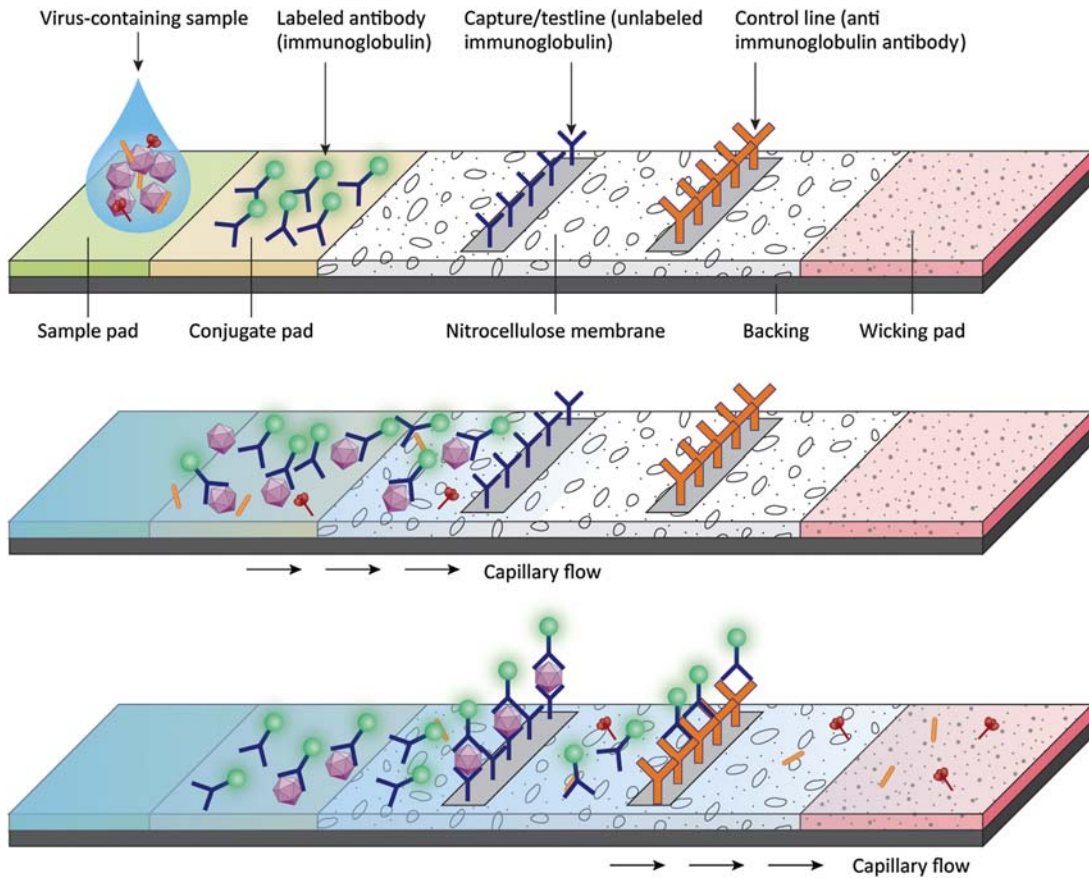 Virus-containing sample
Labeled antibody
(immunoglobulin)
Capture/testline (unlabeled
immunoglobulin)
Control line (anti
immunoglobulin antibody)
Sample pad
Conjugate pad
Nitrocellulose membrane
Backing
Wicking pad
Capillary flow
Capillary flow